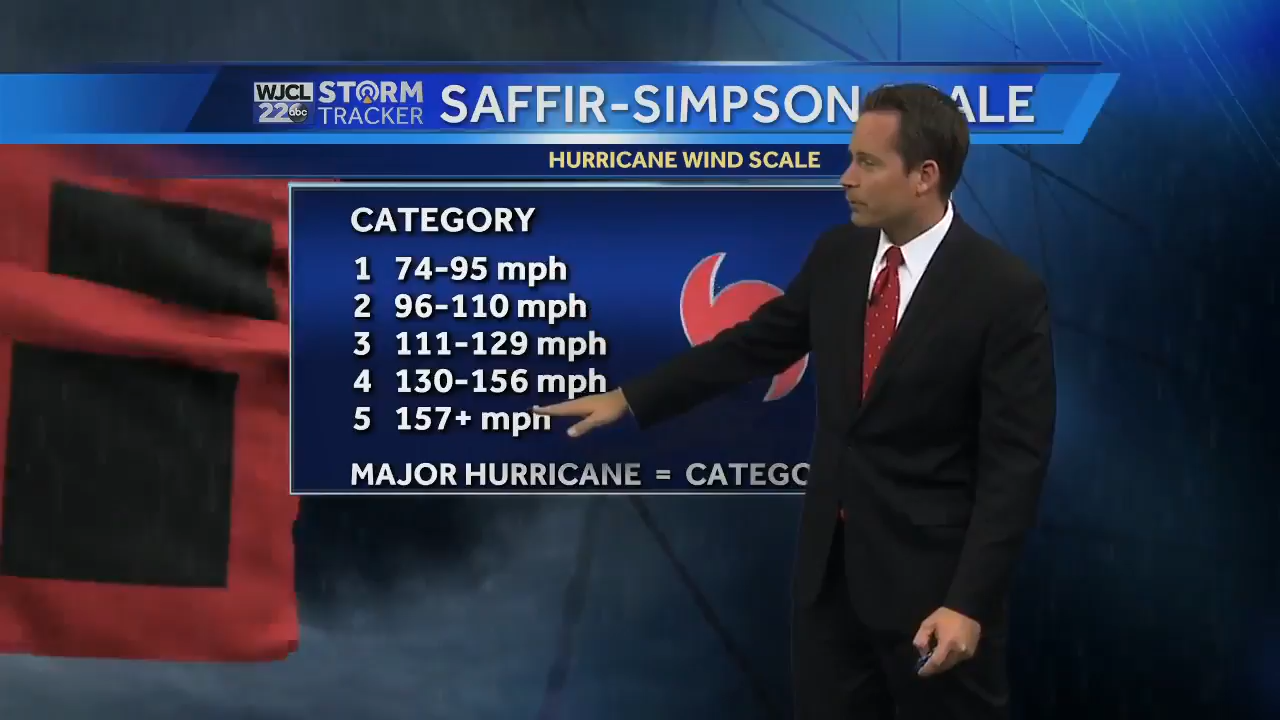 WJCL
22 abc
STORM
TRACKER
SAFFIR-SIMPSON
HURRICANE WIND SCALE
CATEGORY
1 74-95 mph
2 96-110 mph
3 111-129 mph
4 130-156 mph
5 157+ mph
MAJOR HURRICANE =